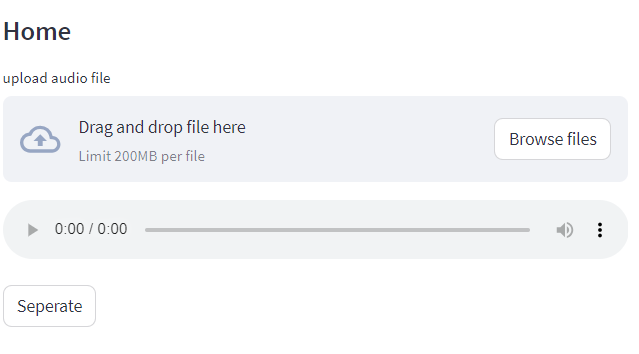 Home
upload audio file
Drag and drop file here
Limit 200MB per file
Browse files
0:00 / 0:00
Seperate